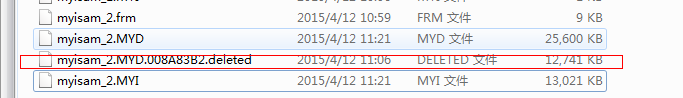 myisam_2.frm 2015/4/12 10:59 FRM 文件 9 KB
myisam_2.MYD 2015/4/12 11:21 MYD 文件 25,600 KB
myisam_2.MYD.008A83B2.deleted 2015/4/12 11:06 DELETED 文件 12,741 KB
myisam_2.MYI 2015/4/12 11:21 MYI 文件 13,021 KB